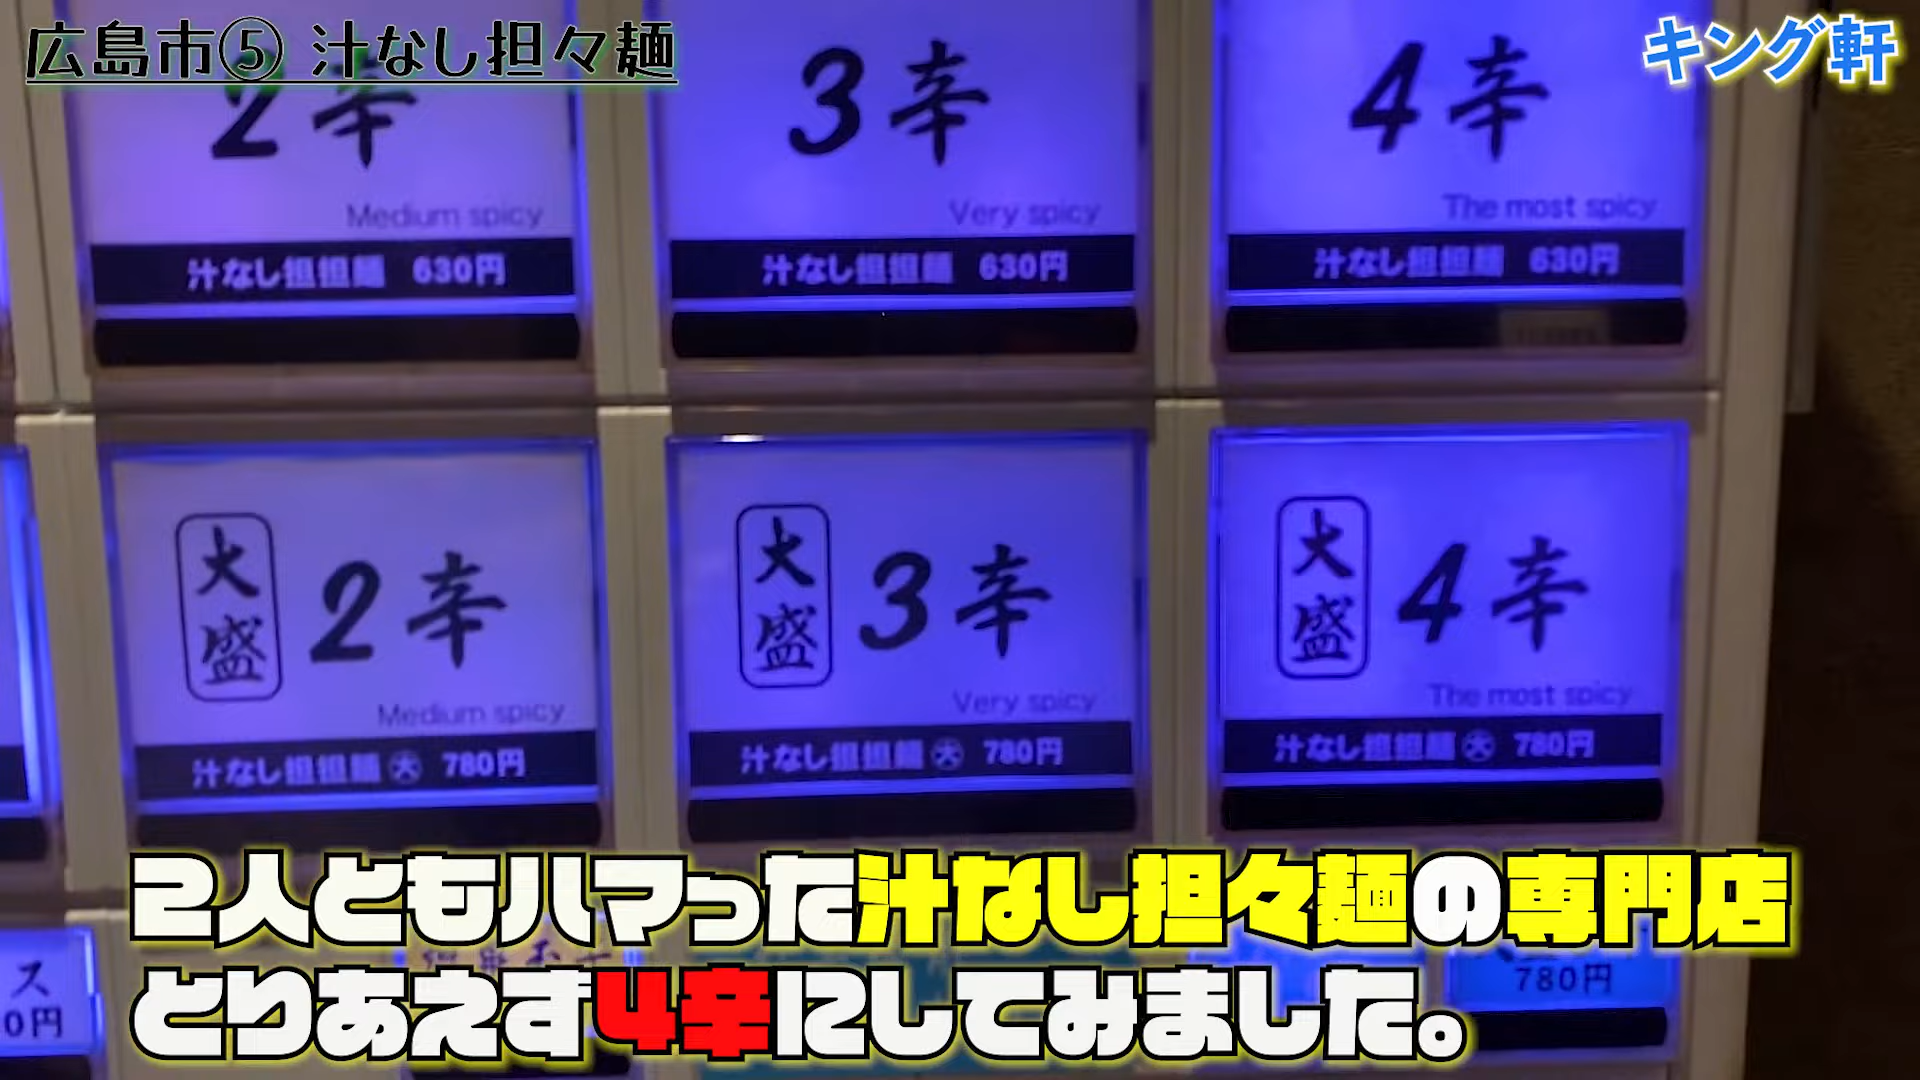 広島市⑤ 汁なし担々麺
キング軒
2辛
Medium spicy
汁なし担担麺 630円
3辛
Very spicy
汁なし担担麺 630円
4辛
The most spicy
汁なし担担麺 630円
大盛
2辛
Medium spicy
汁なし担担麺㊛ 780円
大盛
3辛
Very spicy
汁なし担担麺 大 780円
大盛
4辛
The most spicy
汁なし担担麺 大 780円
ス
0円
780円
2人ともハマった汁なし担々麺の専門店
とりあえず4辛にしてみました。